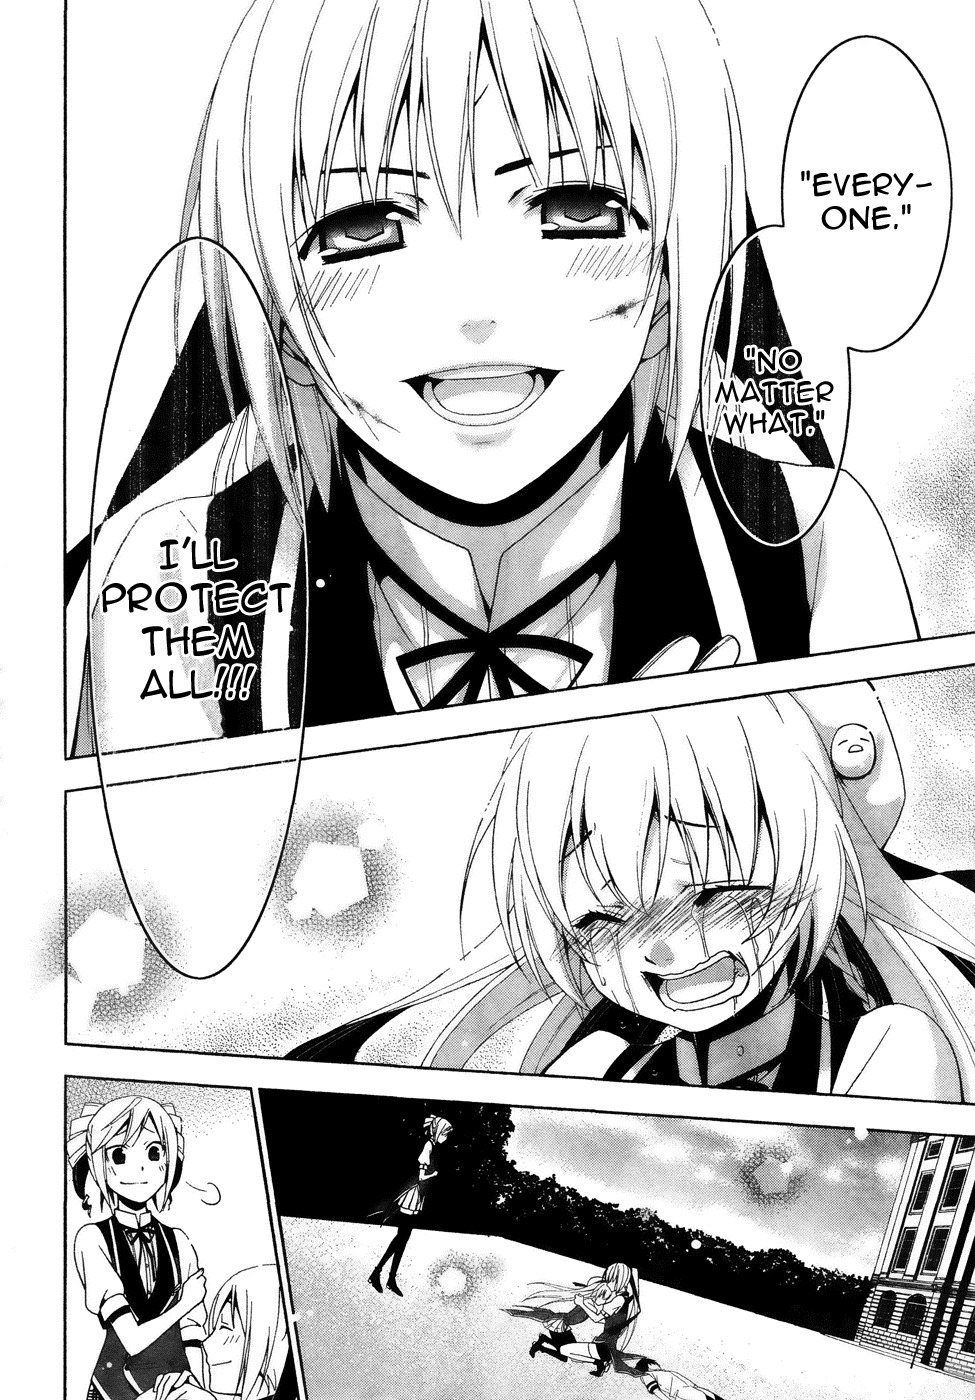 "EVERY-
ONE."
"NO
MATTER
WHAT."
I'LL
PROTECT
THEM
ALL!!!